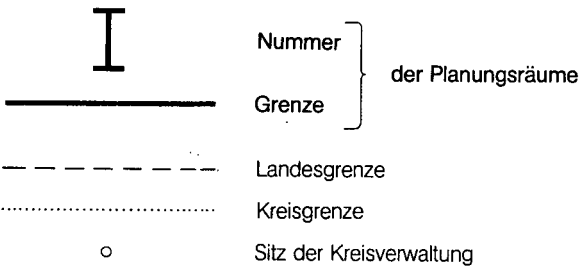 I
Nummer
der Planungsräume
Grenze
Landesgrenze
Kreisgrenze
Sitz der Kreisverwaltung